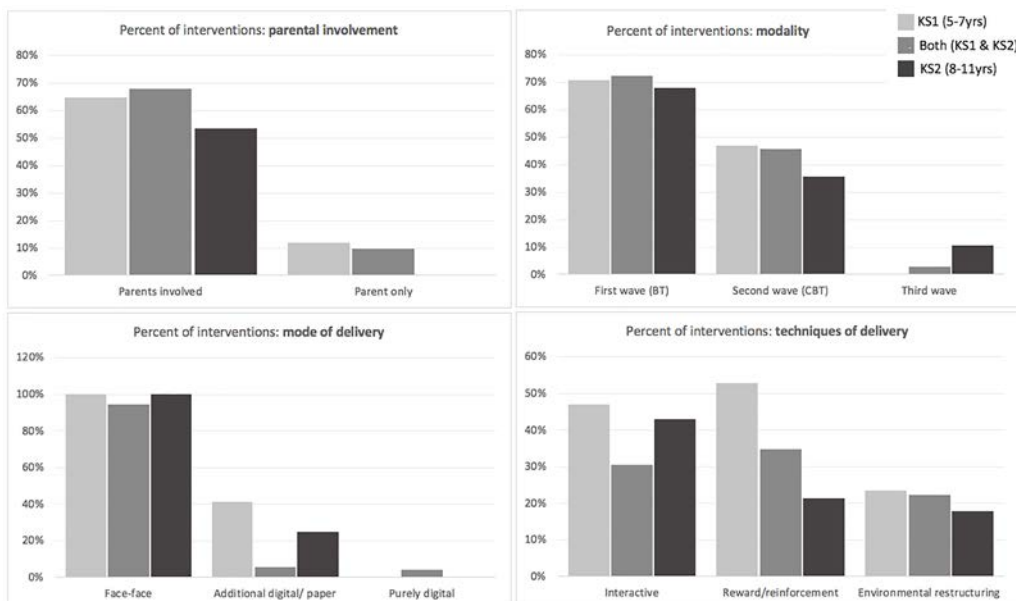 Percent of interventions: parental involvement
80%
70%
60%
50%
40%
30%
20%
10%
0%
Parents involved Parent only
Percent of interventions: modality
80%
70%
60%
50%
40%
30%
20%
10%
0%
First wave (BT) Second wave (CBT) Third wave
KS1 (5-7yrs)
Both (KS1 & KS2)
KS2 (8-11yrs)
Percent of interventions: mode of delivery
120%
100%
80%
60%
40%
20%
0%
Face-face Additional digital/ paper Purely digital
Percent of interventions: techniques of delivery
60%
50%
40%
30%
20%
10%
0%
Interactive Reward/reinforcement Environmental restructuring